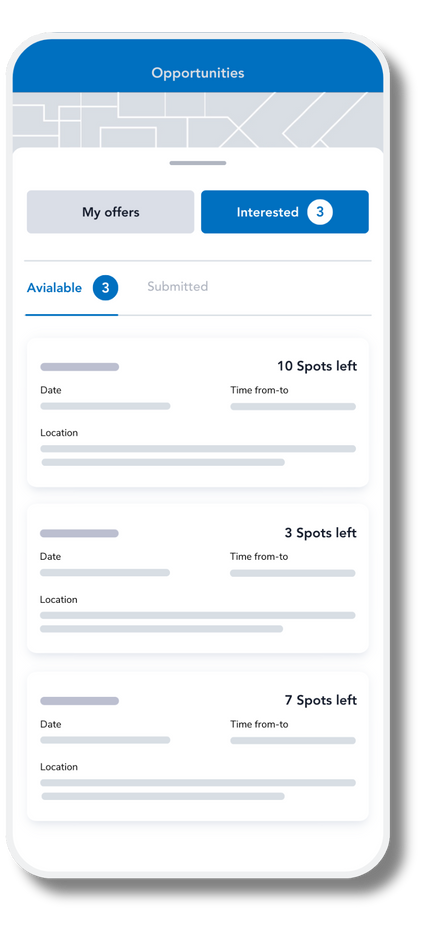 Opportunities
My offers
Interested 3
Avialable 3
Submitted
10 Spots left
Date
Time from-to
Location
3 Spots left
Date
Time from-to
Location
7 Spots left
Date
Time from-to
Location